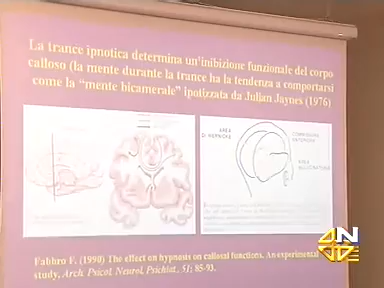 La trance ipnotica determina un'inibizione funzionale del corpo
calloso (la mente durante la trance ha la tendenza a comportarsi
come la "mente bicamerale" ipotizzata da Julian Jaynes (1976)
AREA
DI WERNICKE
COMMISSURA
ANTERIORE
AREA
Fabbro F. (1990) The effect on hypnosis on callosal functions. An experimental
study, Arch. Psicol. Neurol. Psichiat., 51: 85-93.
N